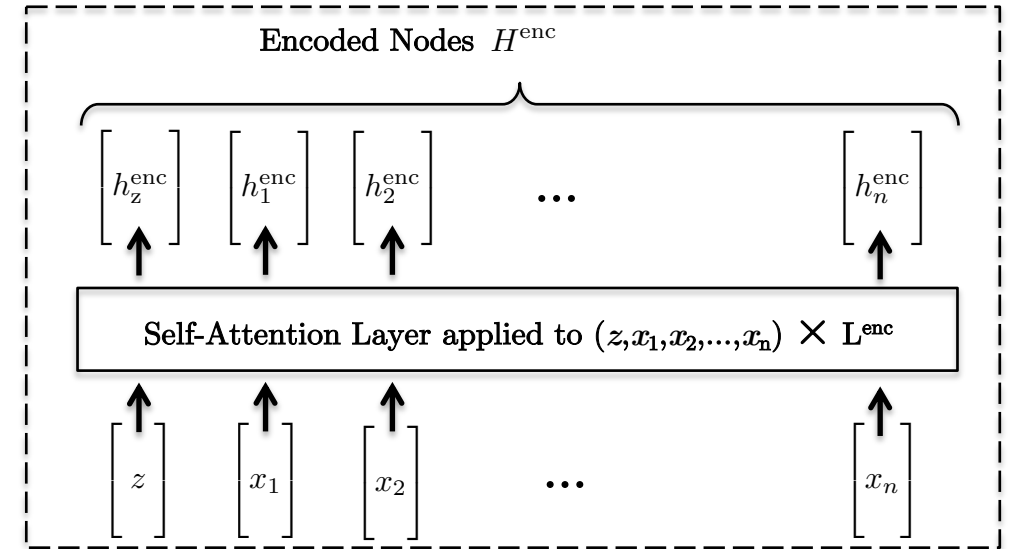 Encoded Nodes H^enc
h_z^enc h_1^enc h_2^enc ... h_n^enc
Self-Attention Layer applied to (z,x_1,x_2,...,x_n) × L^enc
z x_1 x_2 ... x_n